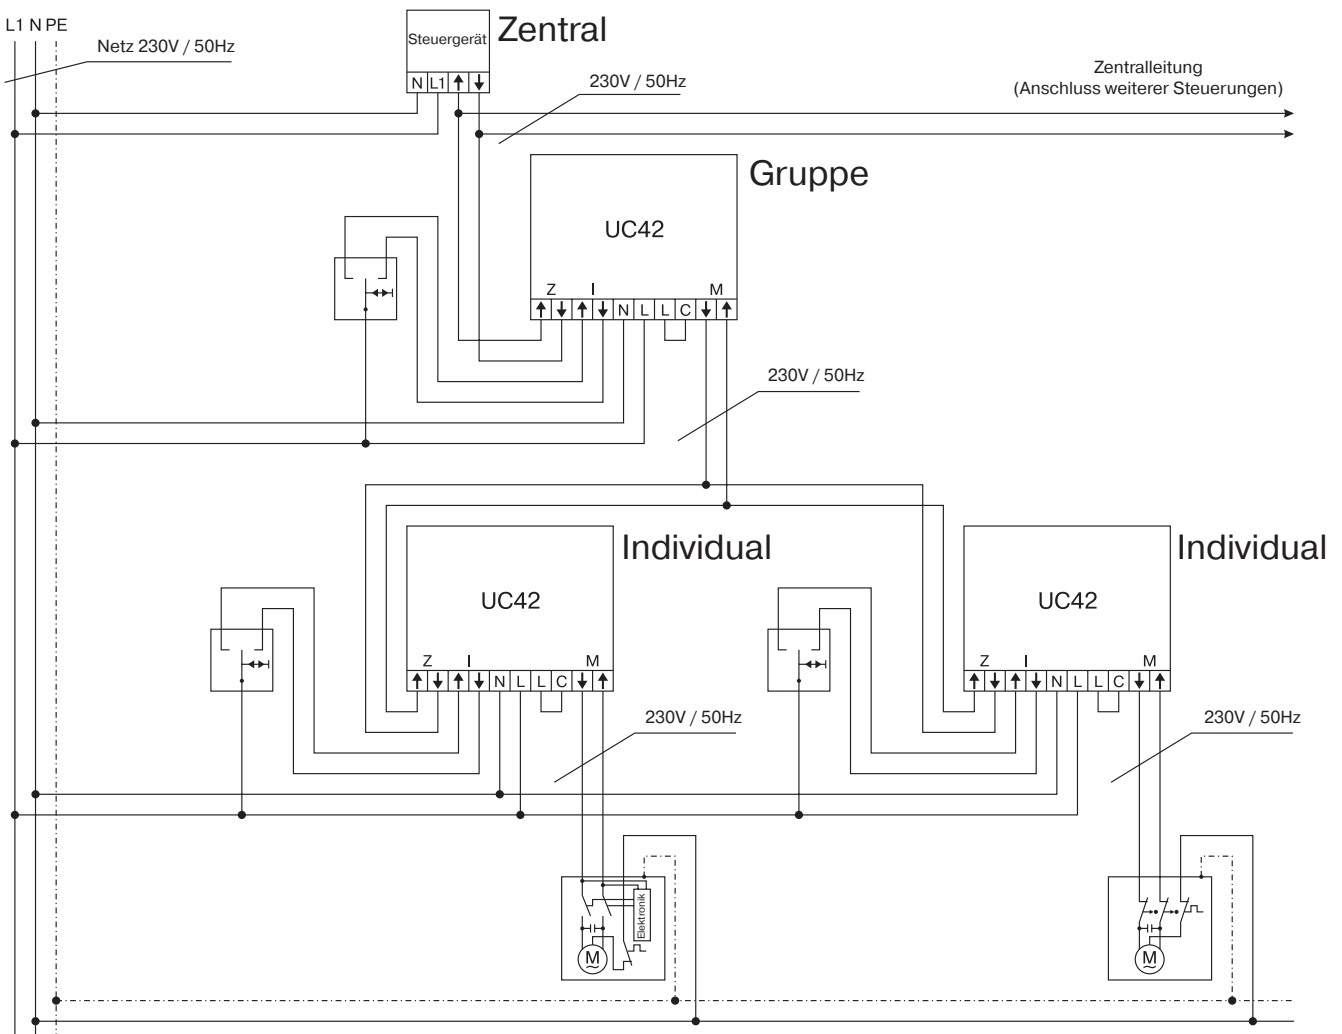 L1 N PE
Netz 230V / 50Hz
Steuergerät
Zentral
N L1 ↑ ↓
230V / 50Hz
Zentralleitung
(Anschluss weiterer Steuerungen)
Gruppe
UC42
Z I M
↑ ↓ ↑ ↓ N L L C ↓ ↑
230V / 50Hz
Individual
UC42
Z I M
↑ ↓ ↑ ↓ N L L C ↓ ↑
230V / 50Hz
Elektronik
M
Individual
UC42
Z I M
↑ ↓ ↑ ↓ N L L C ↓ ↑
230V / 50Hz
M